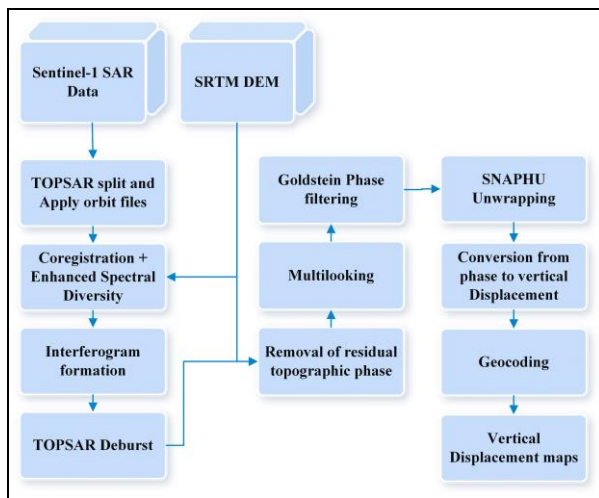 Sentinel-1 SAR
Data
SRTM DEM
TOPSAR split and
Apply orbit files
Coregistration +
Enhanced Spectral
Diversity
Interferogram
formation
TOPSAR Deburst
Goldstein Phase
filtering
Multilooking
Removal of residual
topographic phase
SNAPHU
Unwrapping
Conversion from
phase to vertical
Displacement
Geocoding
Vertical
Displacement maps